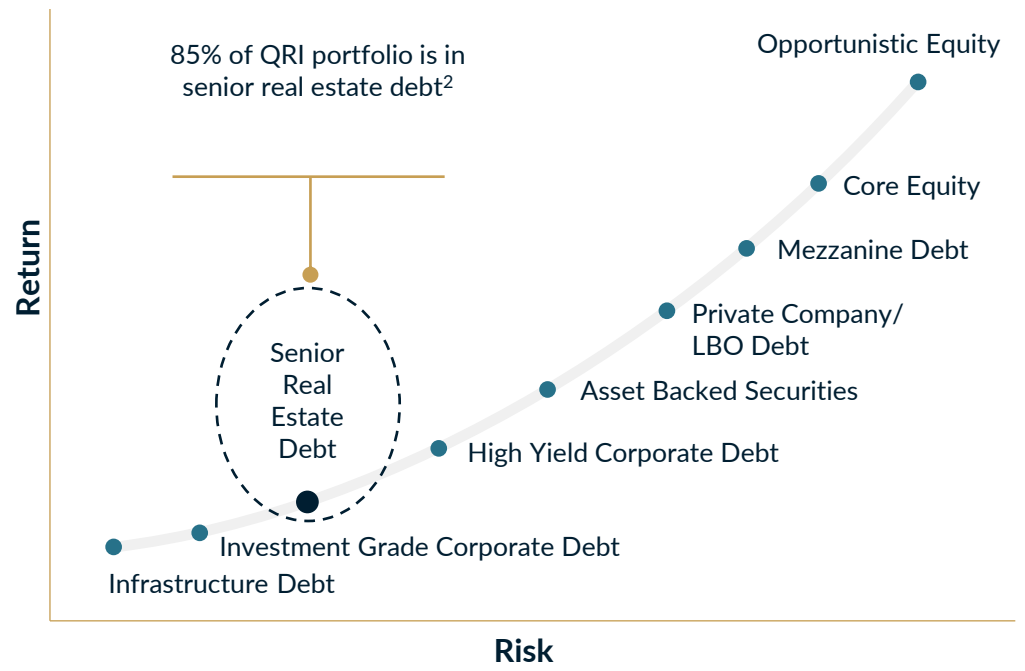 85% of QRI portfolio is in
senior real estate debt²
Opportunistic Equity
Core Equity
Mezzanine Debt
Private Company/
LBO Debt
Asset Backed Securities
High Yield Corporate Debt
Senior
Real
Estate
Debt
Investment Grade Corporate Debt
Infrastructure Debt
Return
Risk